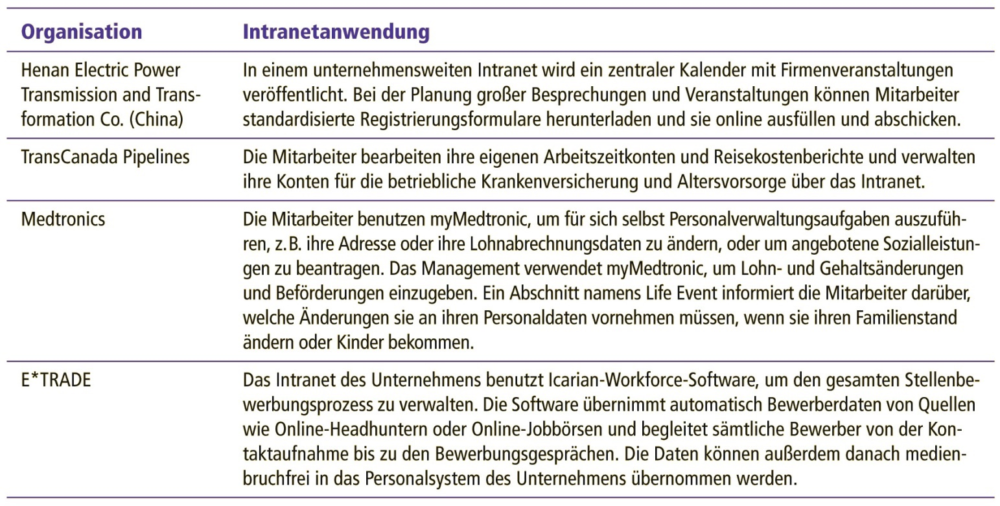 Organisation Intranetanwendung
Henan Electric Power In einem unternehmensweiten Intranet wird ein zentraler Kalender mit Firmenveranstaltungen
Transmission and Trans- veröffentlicht. Bei der Planung großer Besprechungen und Veranstaltungen können Mitarbeiter
formation Co. (China) standardisierte Registrierungsformulare herunterladen und sie online ausfüllen und abschicken.
TransCanada Pipelines Die Mitarbeiter bearbeiten ihre eigenen Arbeitszeitkonten und Reisekostenberichte und verwalten
ihre Konten für die betriebliche Krankenversicherung und Altersvorsorge über das Intranet.
Medtronics Die Mitarbeiter benutzen myMedtronic, um für sich selbst Personalverwaltungsaufgaben auszufüh-
ren, z. B. ihre Adresse oder ihre Lohnabrechnungsdaten zu ändern, oder um angebotene Sozialleistun-
gen zu beantragen. Das Management verwendet myMedtronic, um Lohn- und Gehaltsänderungen
und Beförderungen einzugeben. Ein Abschnitt namens Life Event informiert die Mitarbeiter darüber,
welche Änderungen sie an ihren Personaldaten vornehmen müssen, wenn sie ihren Familienstand
ändern oder Kinder bekommen.
E*TRADE Das Intranet des Unternehmens benutzt Icarian-Workforce-Software, um den gesamten Stellenbe-
werbungsprozess zu verwalten. Die Software übernimmt automatisch Bewerberdaten von Quellen
wie Online-Headhuntern oder Online-Jobbörsen und begleitet sämtliche Bewerber von der Kon-
taktaufnahme bis zu den Bewerbungsgesprächen. Die Daten können außerdem danach medien-
bruchfrei in das Personalsystem des Unternehmens übernommen werden.